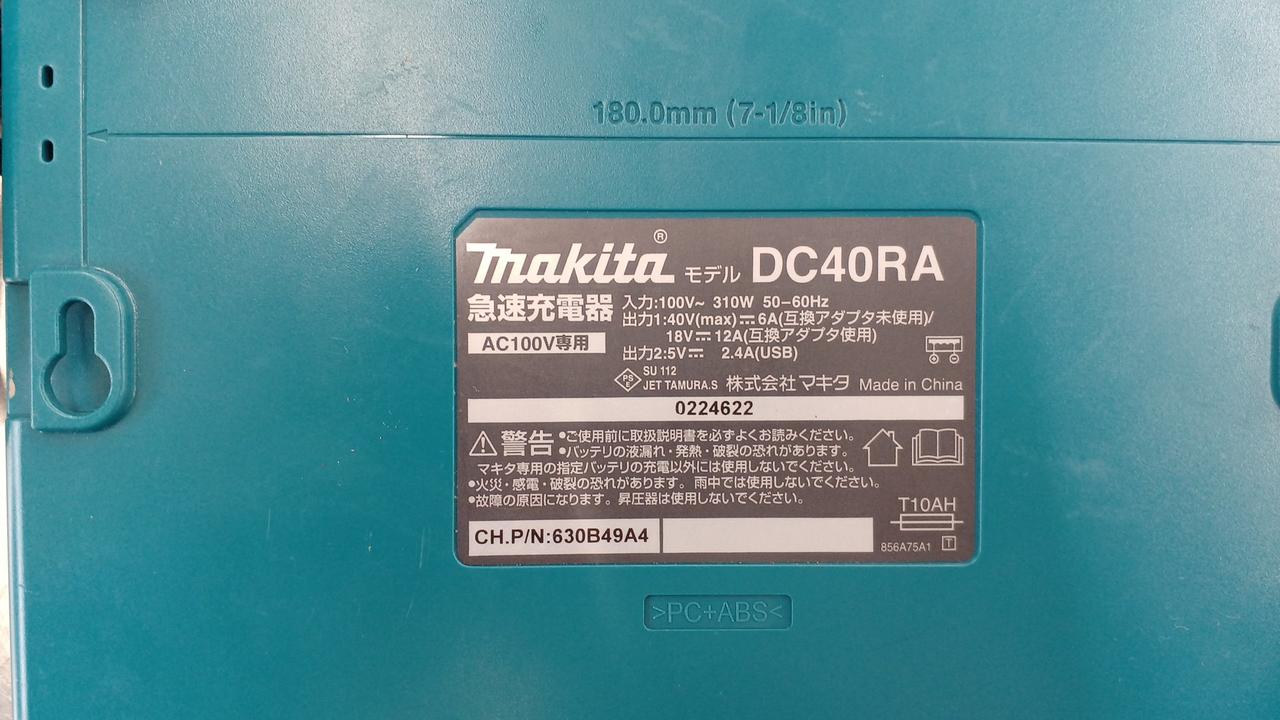 180.0mm (7-1/8in)
makita® モデル DC40RA
急速充電器
AC100V専用
入力:100V~ 310W 50-60Hz
出力1:40V(max)⎓6A(互換アダプタ未使用)/
18V⎓12A(互換アダプタ使用)
出力2:5V⎓ 2.4A(USB)
PS
E
SU 112
JET TAMURA.S 株式会社マキタ Made in China
0224622
⚠警告 •ご使用前に取扱説明書を必ずよくお読みください。
•バッテリの液漏れ・発熱・破裂の恐れがあります。
マキタ専用の指定バッテリの充電以外には使用しないでください。
•火災・感電・破裂の恐れがあります。雨中では使用しないでください。
•故障の原因になります。昇圧器は使用しないでください。
T10AH
CH.P/N:630B49A4
856A75A1 T
>PC+ABS<